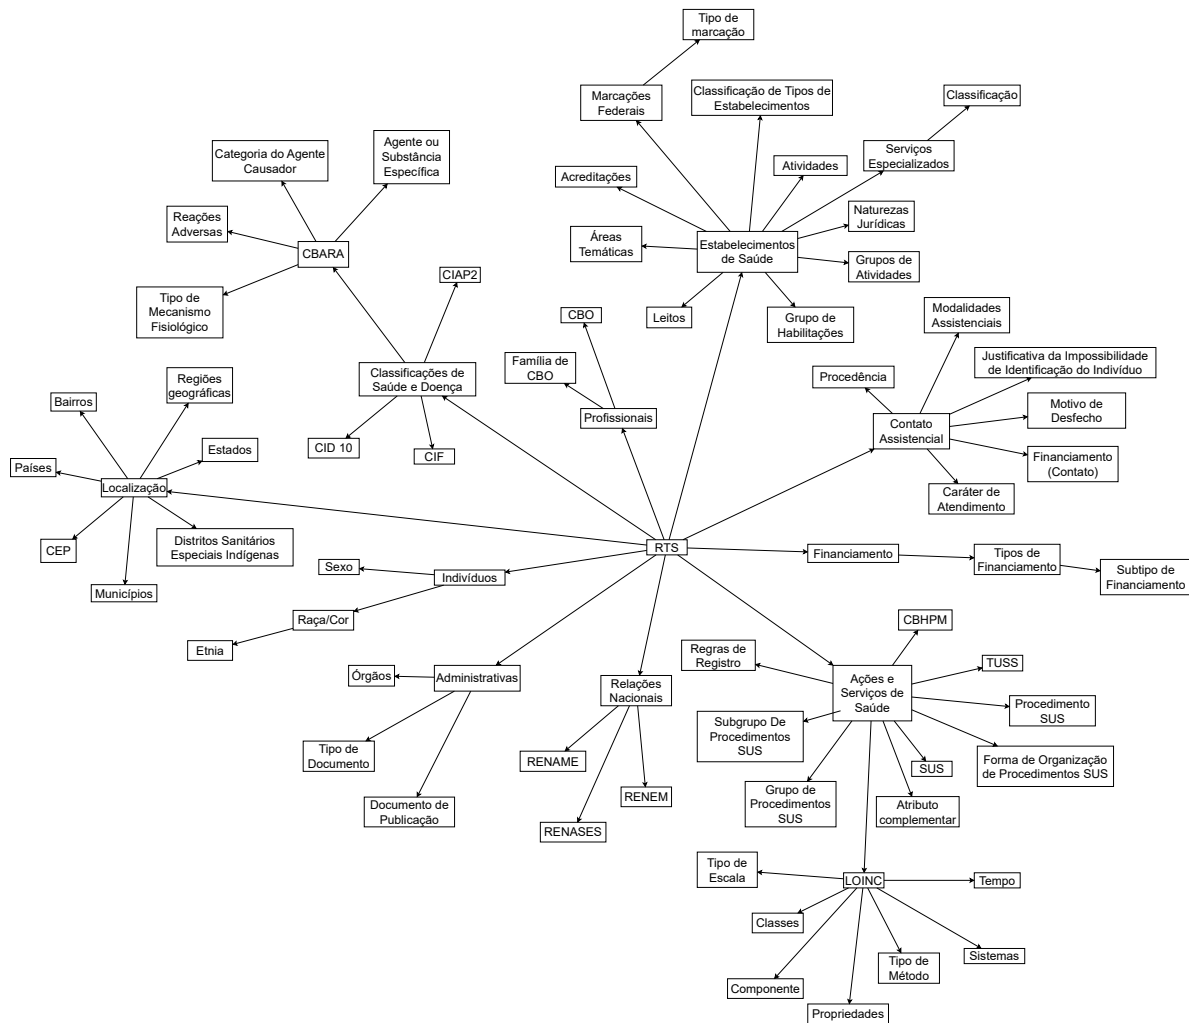 Tipo de
marcação
Marcações
Federais
Classificação de Tipos de
Estabelecimentos
Classificação
Serviços
Especializados
Categoria do Agente
Causador
Agente ou
Substância
Específica
Acreditações
Atividades
Reações
Adversas
CBARA
Áreas
Temáticas
Estabelecimentos
de Saúde
Naturezas
Jurídicas
Grupos de
Atividades
Tipo de
Mecanismo
Fisiológico
CIAP2
Leitos
Grupo de
Habilitações
CBO
Modalidades
Assistenciais
Classificações de
Saúde e Doença
Família de
CBO
Procedência
Justificativa da Impossibilidade
de Identificação do Indivíduo
Regiões
geográficas
Bairros
Profissionais
Contato
Assistencial
Motivo de
Desfecho
CID 10
CIF
Estados
Países
Localização
Financiamento
(Contato)
Caráter de
Atendimento
CEP
Distritos Sanitários
Especiais Indígenas
Municípios
RTS
Financiamento
Tipos de
Financiamento
Subtipo de
Financiamento
Sexo
Indivíduos
Raça/Cor
Etnia
CBHPM
Regras de
Registro
TUSS
Órgãos
Administrativas
Relações
Nacionais
Ações e
Serviços de
Saúde
Procedimento
SUS
Subgrupo De
Procedimentos
SUS
Tipo de
Documento
RENAME
SUS
Forma de Organização
de Procedimentos SUS
Documento de
Publicação
RENEM
RENASES
Grupo de
Procedimentos
SUS
Atributo
complementar
Tipo de
Escala
LOINC
Tempo
Classes
Sistemas
Tipo de
Método
Componente
Propriedades